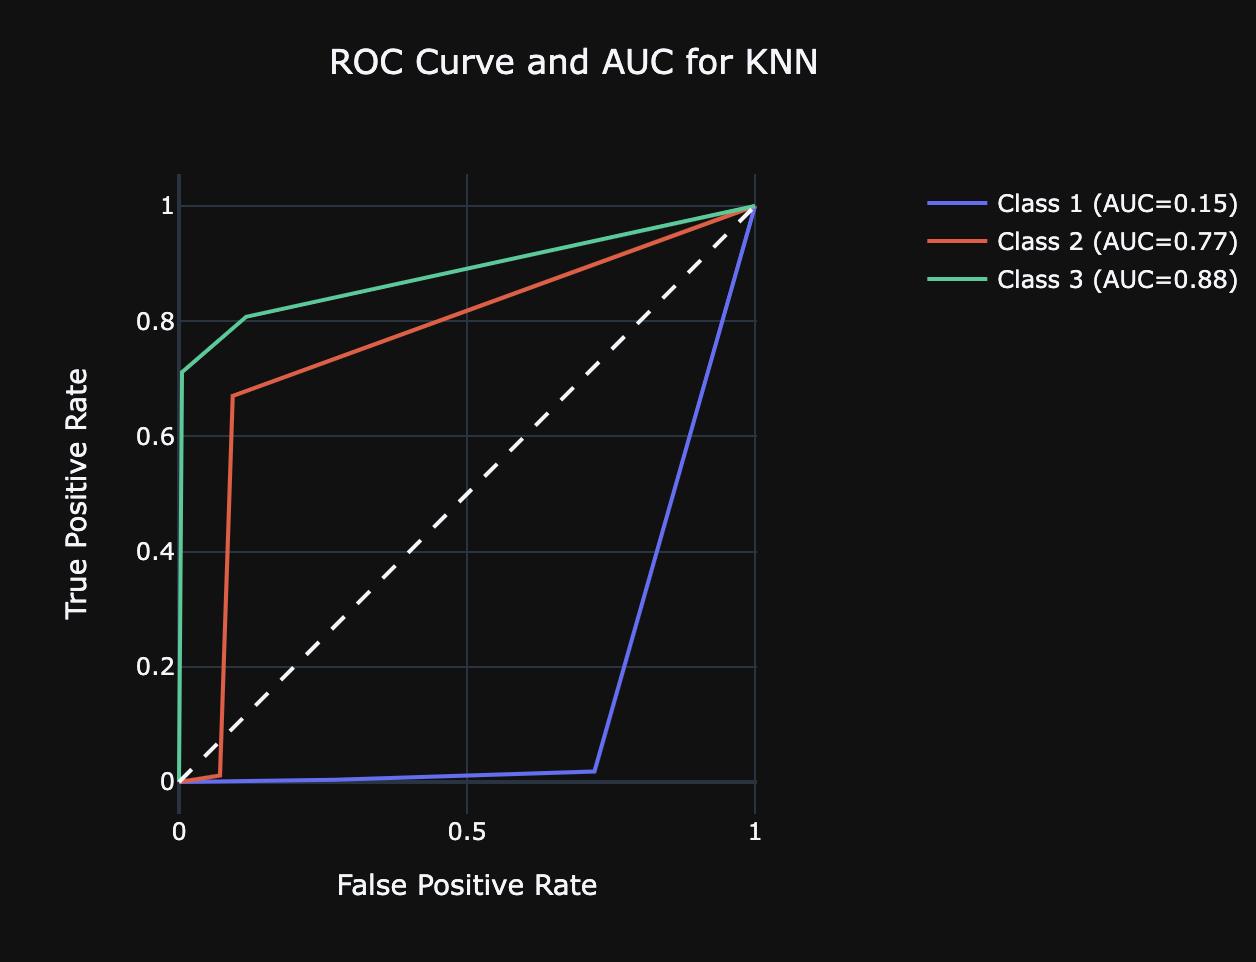 ROC Curve and AUC for KNN
Class 1 (AUC=0.15)
Class 2 (AUC=0.77)
Class 3 (AUC=0.88)
True Positive Rate
1
0.8
0.6
0.4
0.2
0
0
0.5
1
False Positive Rate